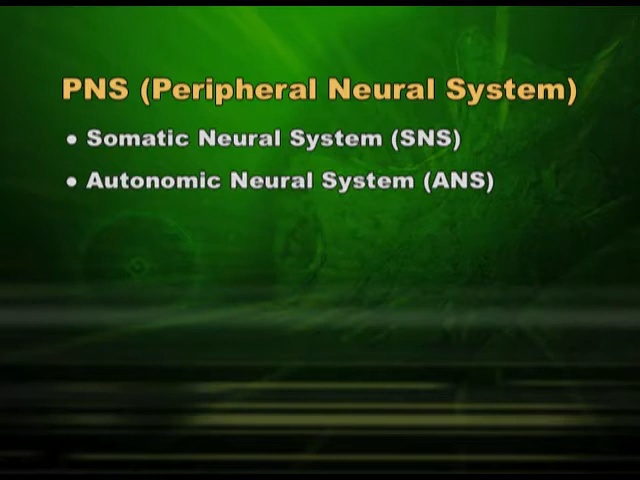 PNS (Peripheral Neural System)
• Somatic Neural System (SNS)
• Autonomic Neural System (ANS)